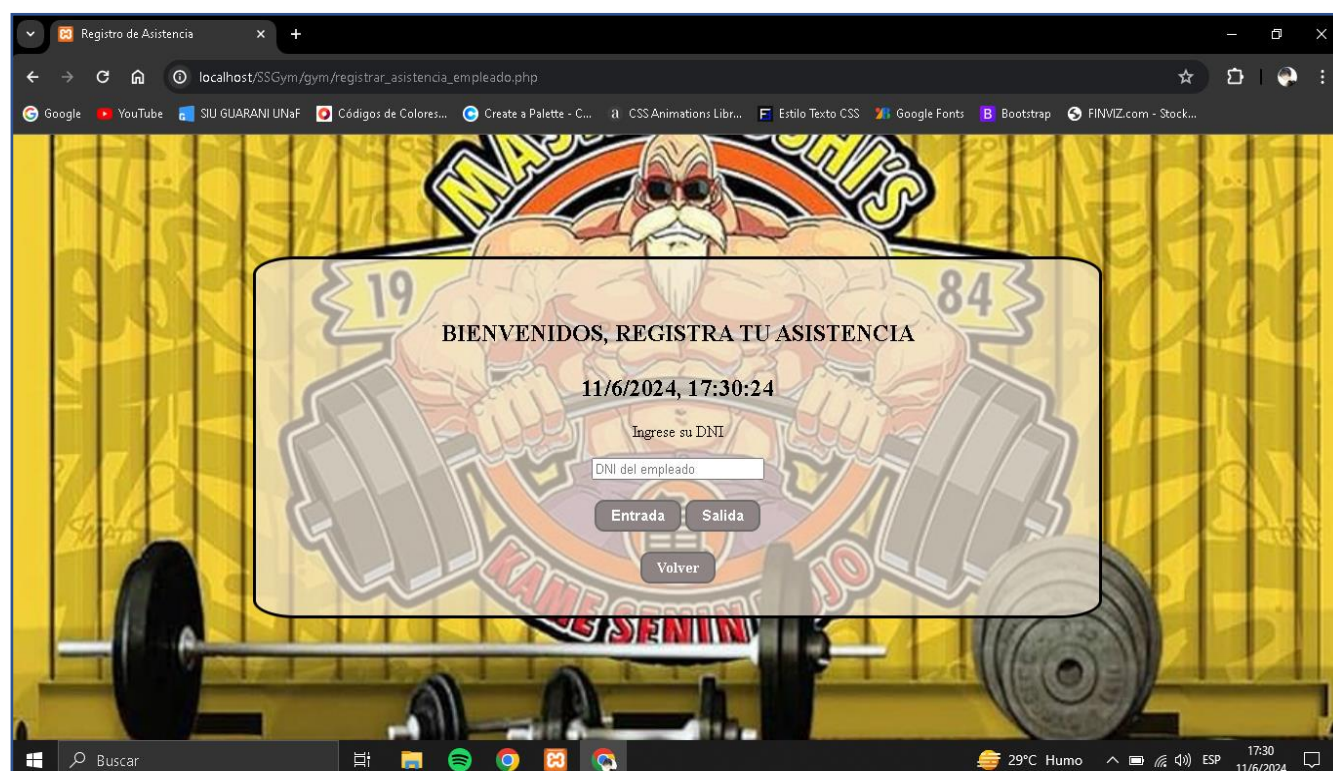 Registro de Asistencia
localhost/SSGym/gym/registrar_asistencia_empleado.php
Google YouTube SIU GUARANI UNaF Códigos de Colores... Create a Palette - C... CSS Animations Libr... Estilo Texto CSS Google Fonts Bootstrap FINVIZ.com - Stock...
19 84
BIENVENIDOS, REGISTRA TU ASISTENCIA
11/6/2024, 17:30:24
Ingrese su DNI
DNI del empleado
Entrada Salida
Volver
KAME SENIN
Buscar
29°C Humo ESP 17:30
11/6/2024